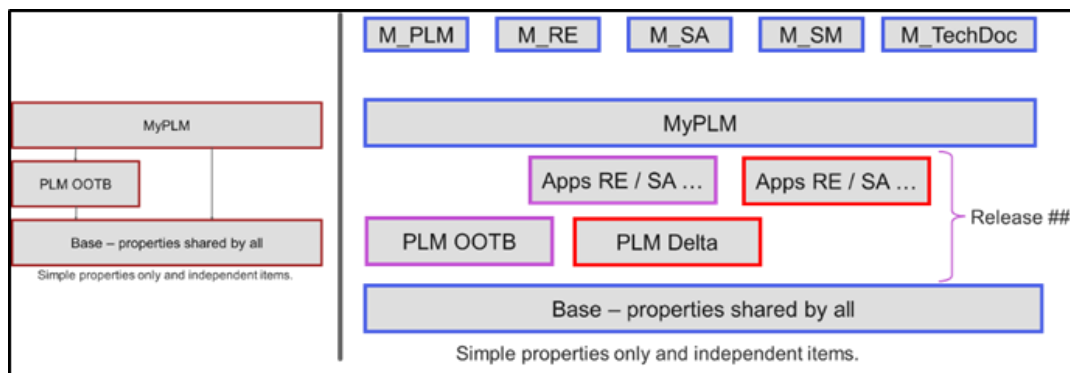 MyPLM
PLM OOTB
Base – properties shared by all
Simple properties only and independent items.
M_PLM
M_RE
M_SA
M_SM
M_TechDoc
MyPLM
Apps RE / SA ...
Apps RE / SA ...
PLM OOTB
PLM Delta
Release ##
Base – properties shared by all
Simple properties only and independent items.